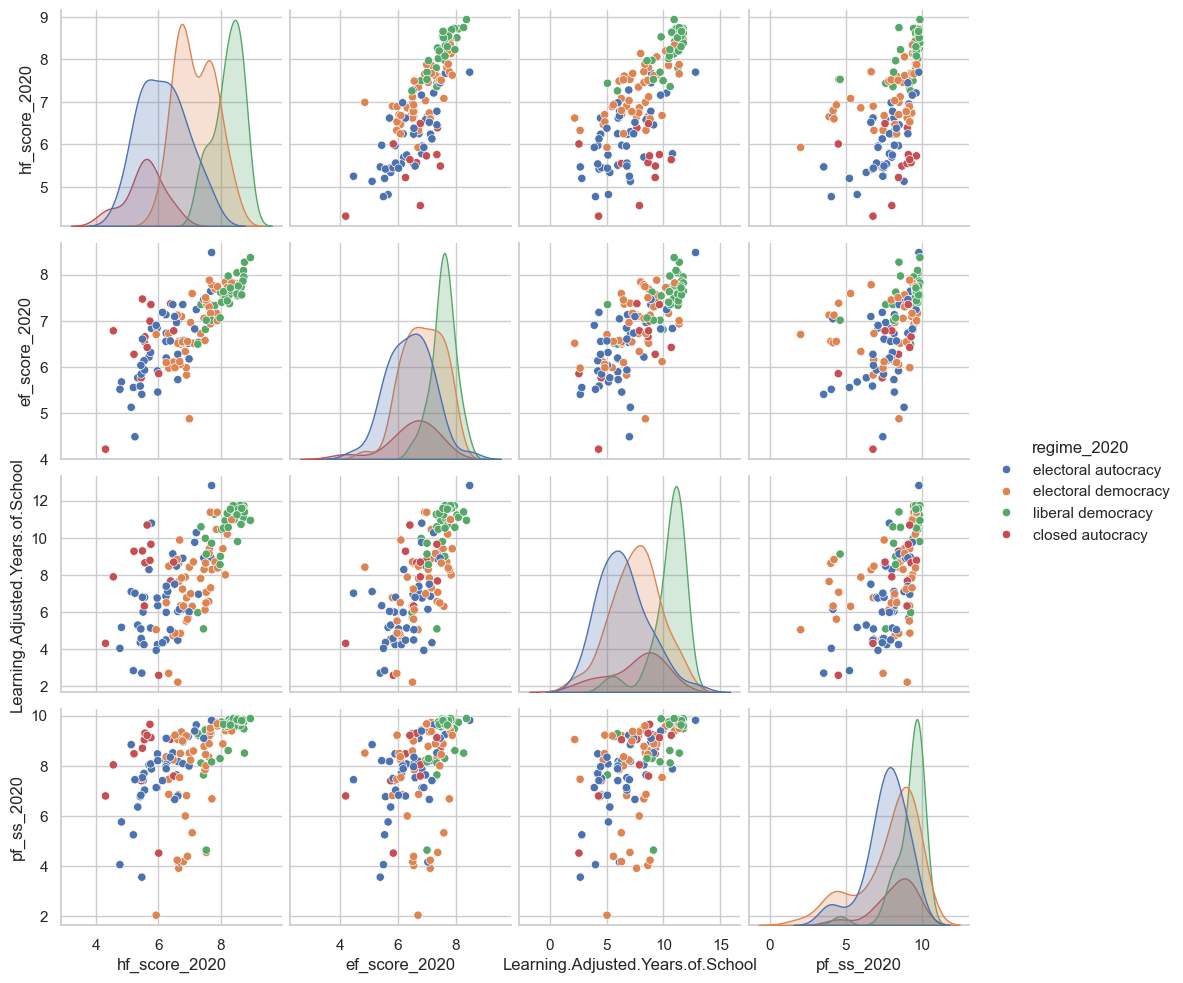 9
8
7
6
5
hf_score_2020
8
7
6
5
4
ef_score_2020
regime_2020
electoral autocracy
electoral democracy
liberal democracy
closed autocracy
12
10
8
6
4
2
Learning.Adjusted.Years.of.School
10
8
6
4
2
pf_ss_2020
4 6 8 4 6 8 0 5 10 15 0 5 10
hf_score_2020 ef_score_2020 Learning.Adjusted.Years.of.School pf_ss_2020